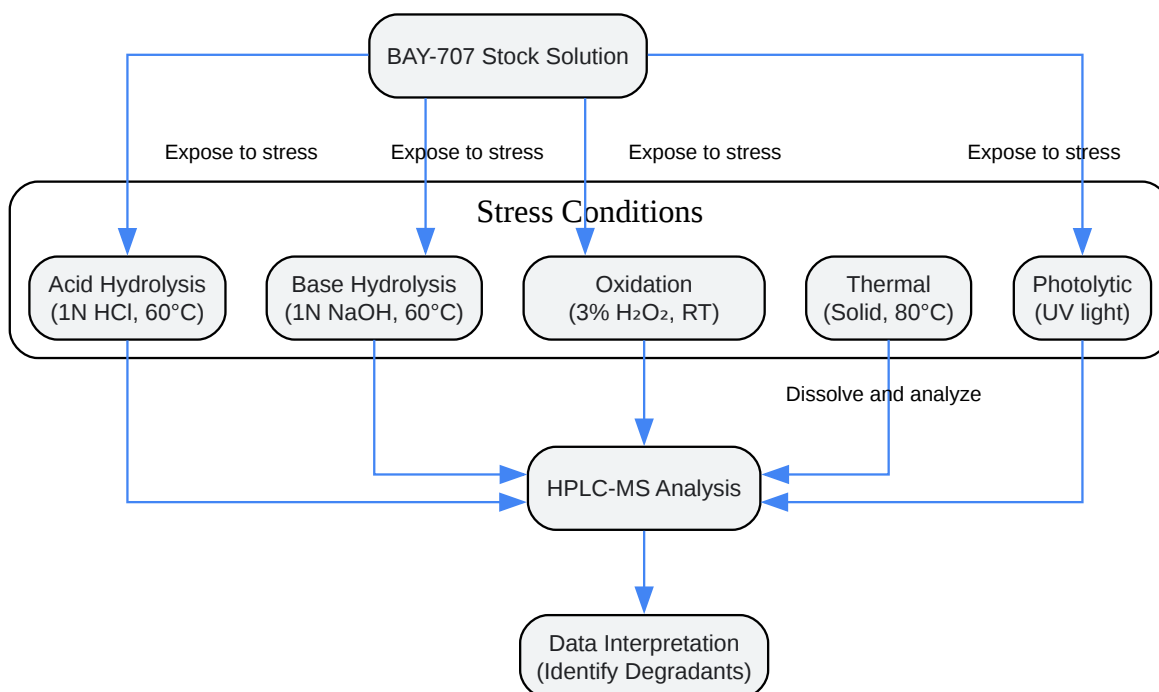 BAY-707 Stock Solution
Expose to stress
Expose to stress
Expose to stress
Expose to stress
Stress Conditions
Acid Hydrolysis
(1N HCl, 60°C)
Base Hydrolysis
(1N NaOH, 60°C)
Oxidation
(3% H₂O₂, RT)
Thermal
(Solid, 80°C)
Photolytic
(UV light)
Dissolve and analyze
HPLC-MS Analysis
Data Interpretation
(Identify Degradants)